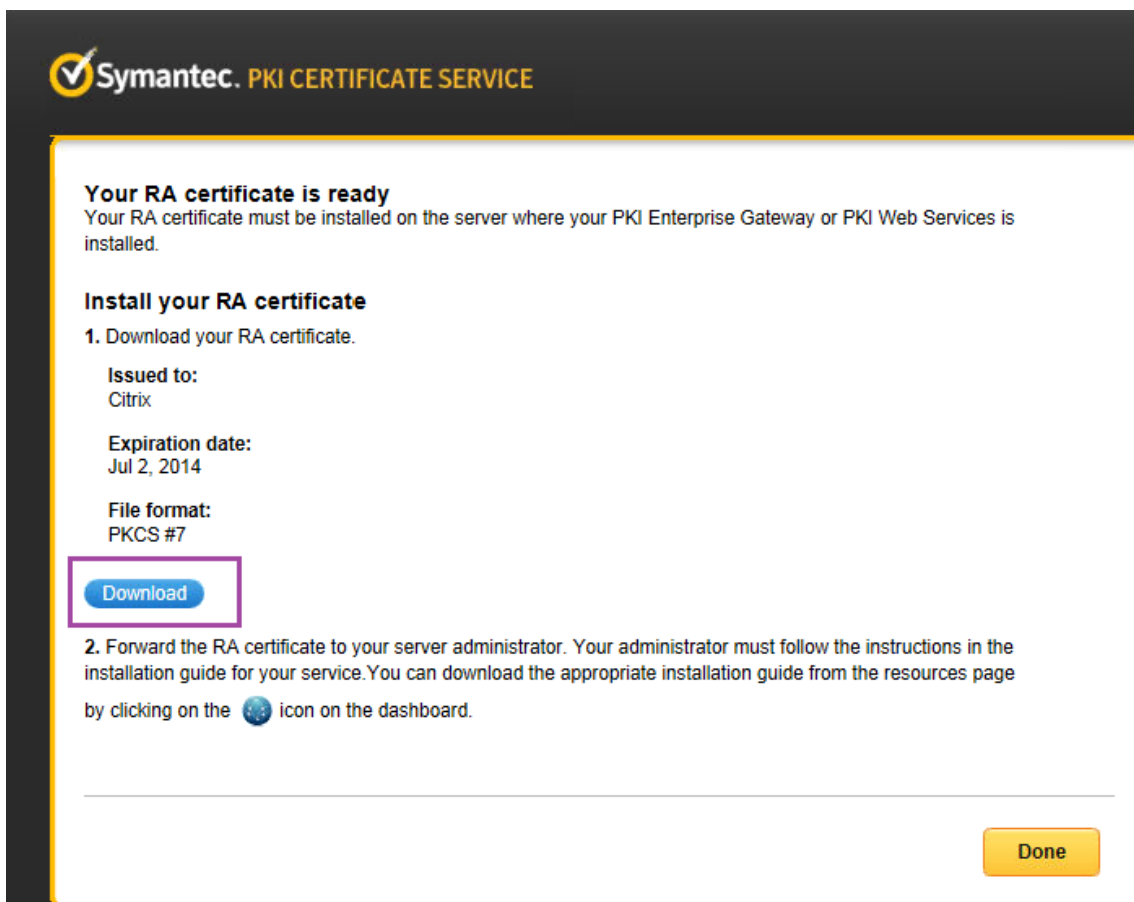 Symantec. PKI CERTIFICATE SERVICE
Your RA certificate is ready
Your RA certificate must be installed on the server where your PKI Enterprise Gateway or PKI Web Services is
installed.
Install your RA certificate
1. Download your RA certificate.
Issued to:
Citrix
Expiration date:
Jul 2, 2014
File format:
PKCS #7
Download
2. Forward the RA certificate to your server administrator. Your administrator must follow the instructions in the
installation guide for your service.You can download the appropriate installation guide from the resources page
by clicking on the icon on the dashboard.
Done